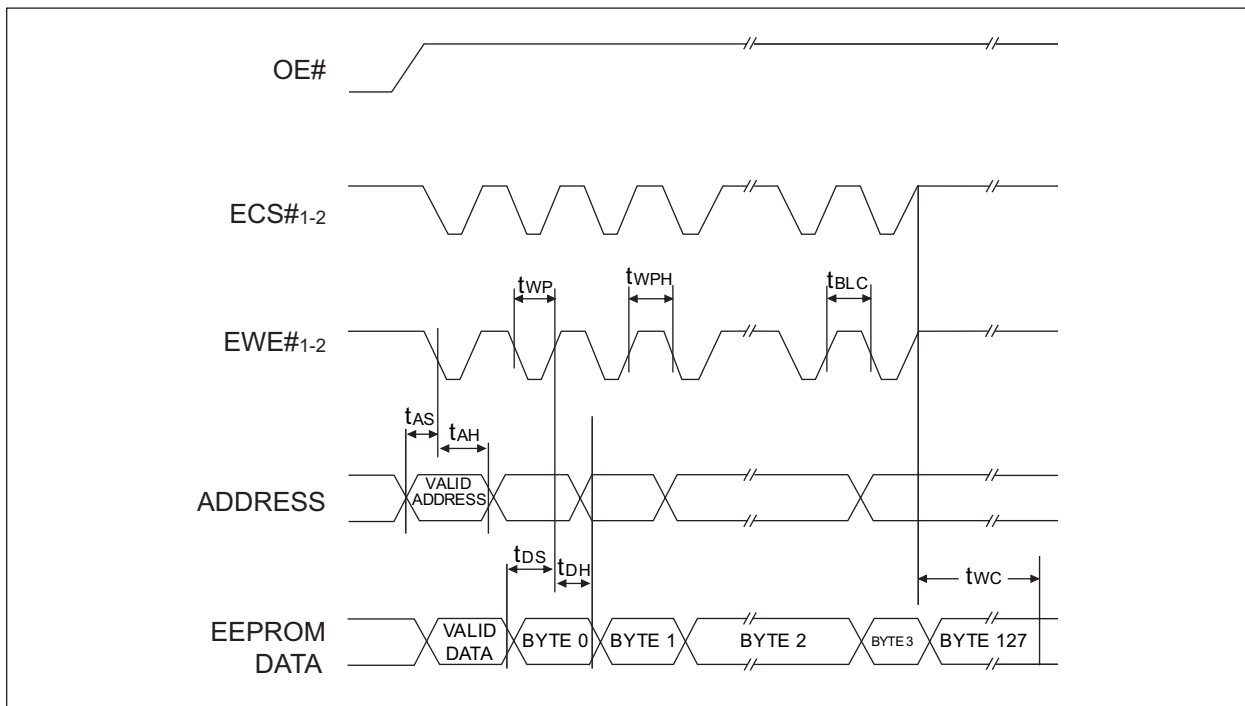 OE#
ECS#1-2
tWP
tWPH
tBLC
EWE#1-2
tAS
tAH
ADDRESS
VALID
ADDRESS
tDS
tDH
tWC
EEPROM
DATA
VALID
DATA
BYTE 0
BYTE 1
BYTE 2
BYTE 3
BYTE 127